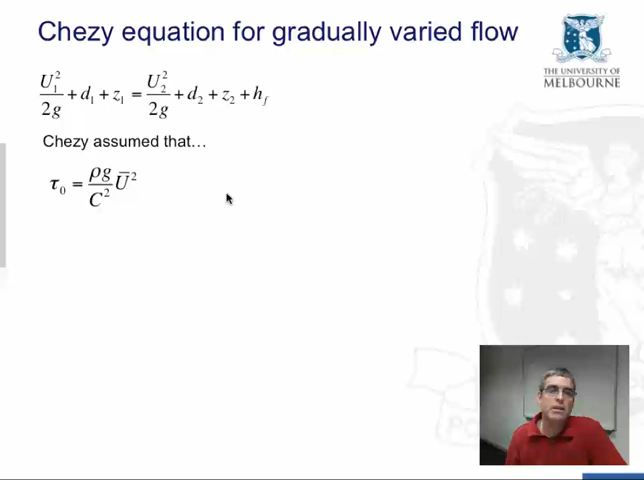 Chezy equation for gradually varied flow
THE UNIVERSITY OF
MELBOURNE
U₁²/2g + d₁ + z₁ = U₂²/2g + d₂ + z₂ + h_f
Chezy assumed that…
τ₀ = ρg/C² Ū²